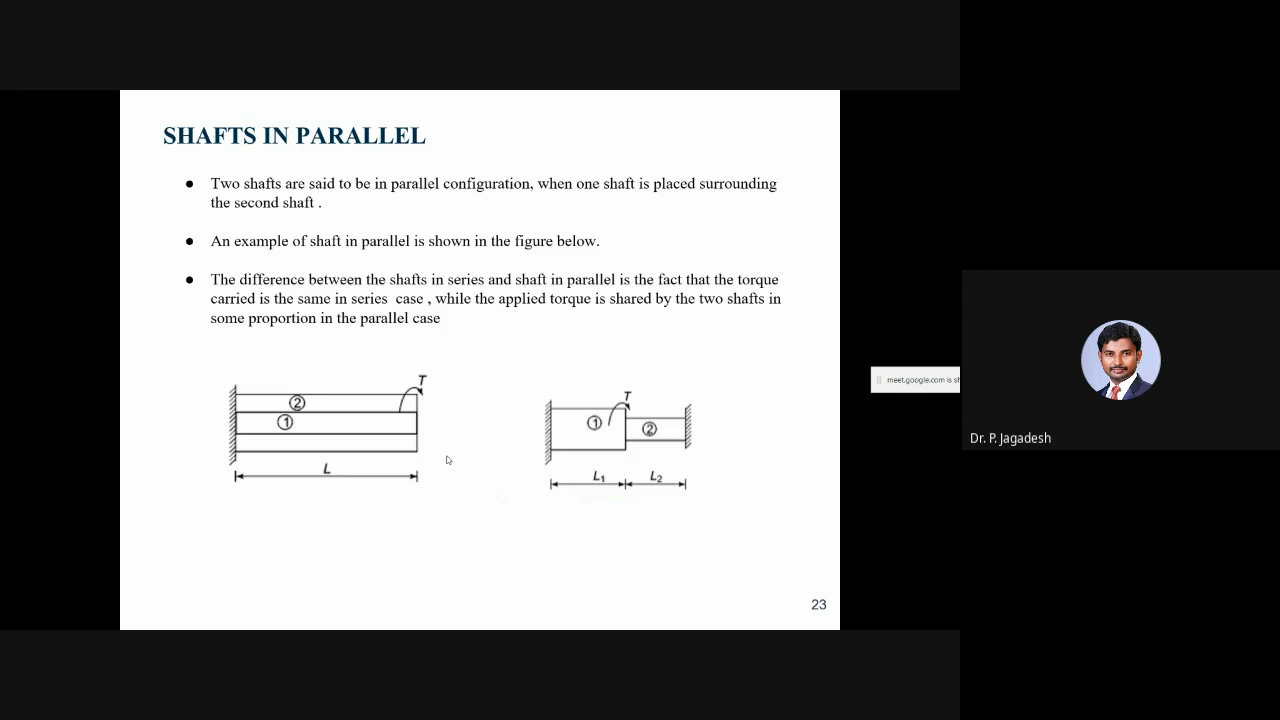 SHAFTS IN PARALLEL
● Two shafts are said to be in parallel configuration, when one shaft is placed surrounding
the second shaft .
● An example of shaft in parallel is shown in the figure below.
● The difference between the shafts in series and shaft in parallel is the fact that the torque
carried is the same in series case , while the applied torque is shared by the two shafts in
some proportion in the parallel case
T
②
①
L
T
①
②
L₁
L₂
23
meet.google.com is sh
Dr. P. Jagadesh